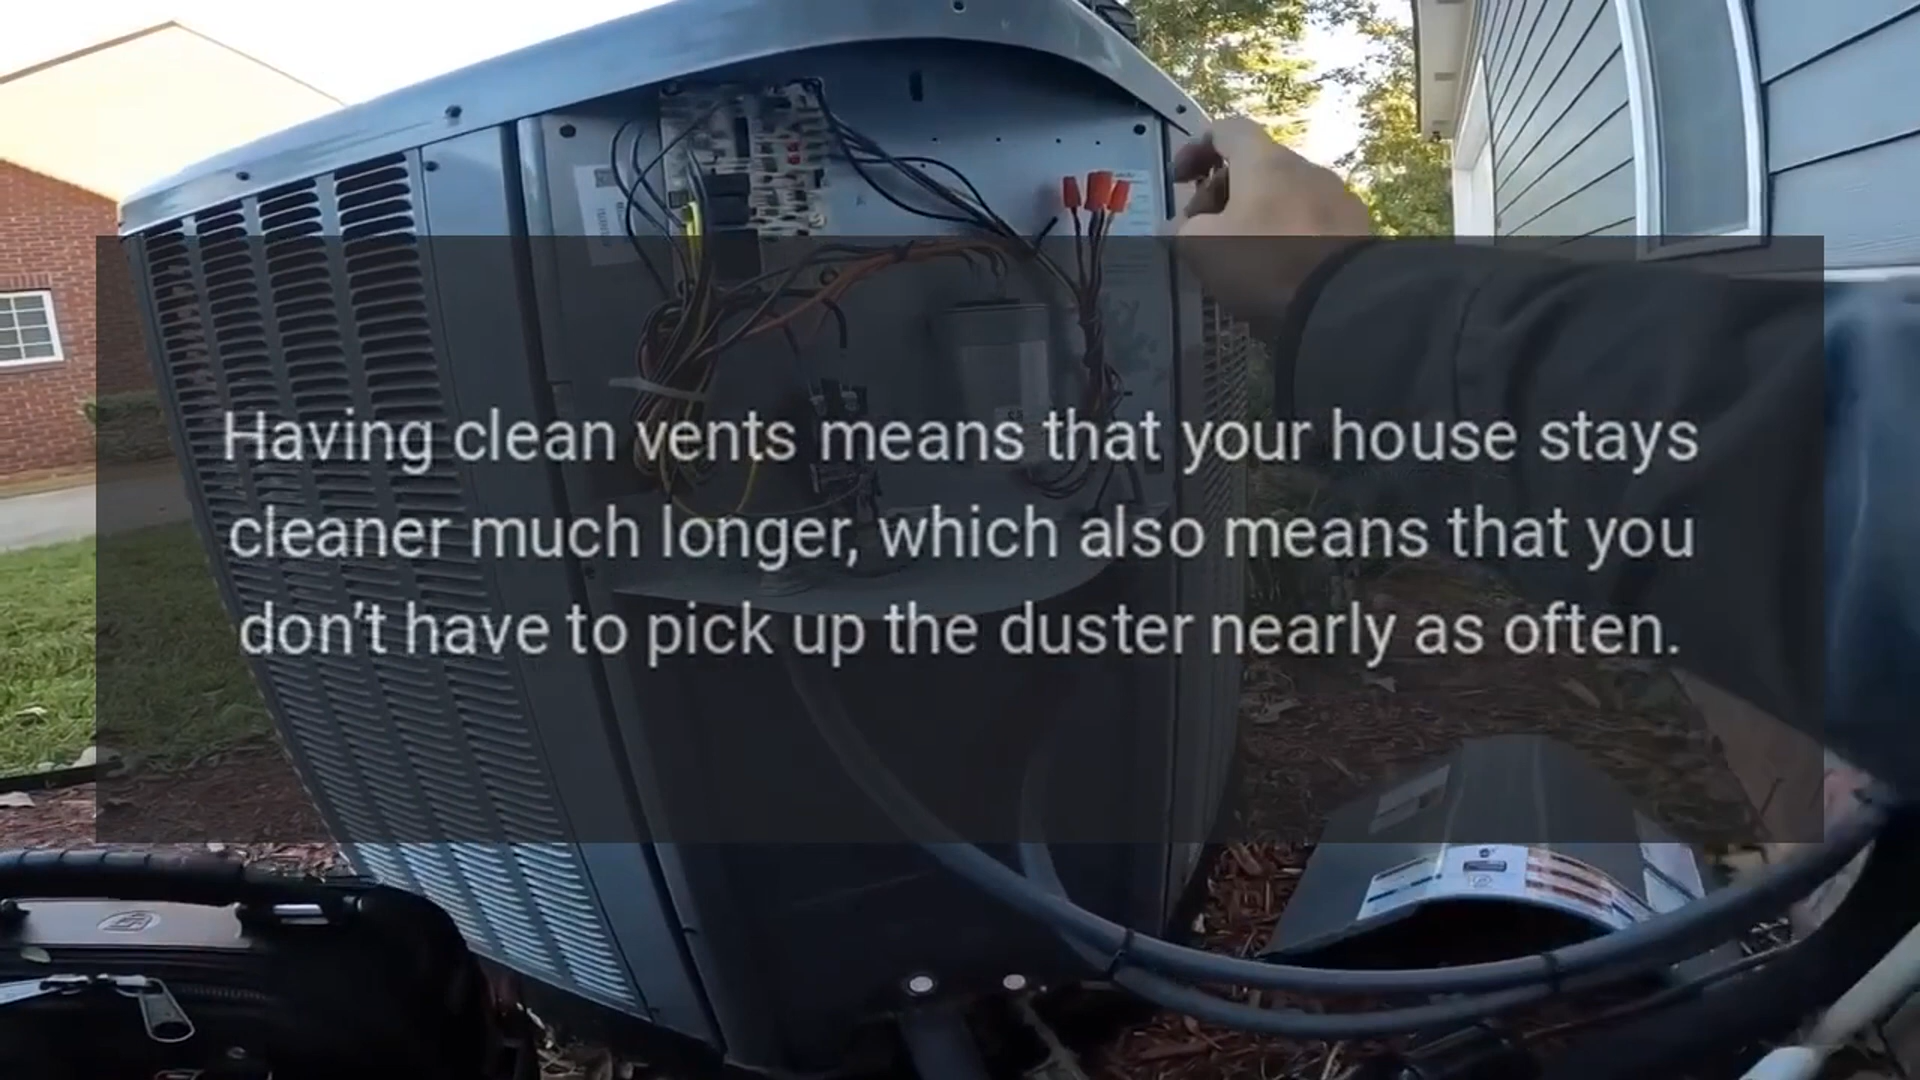 Having clean vents means that your house stays
cleaner much longer, which also means that you
don't have to pick up the duster nearly as often.